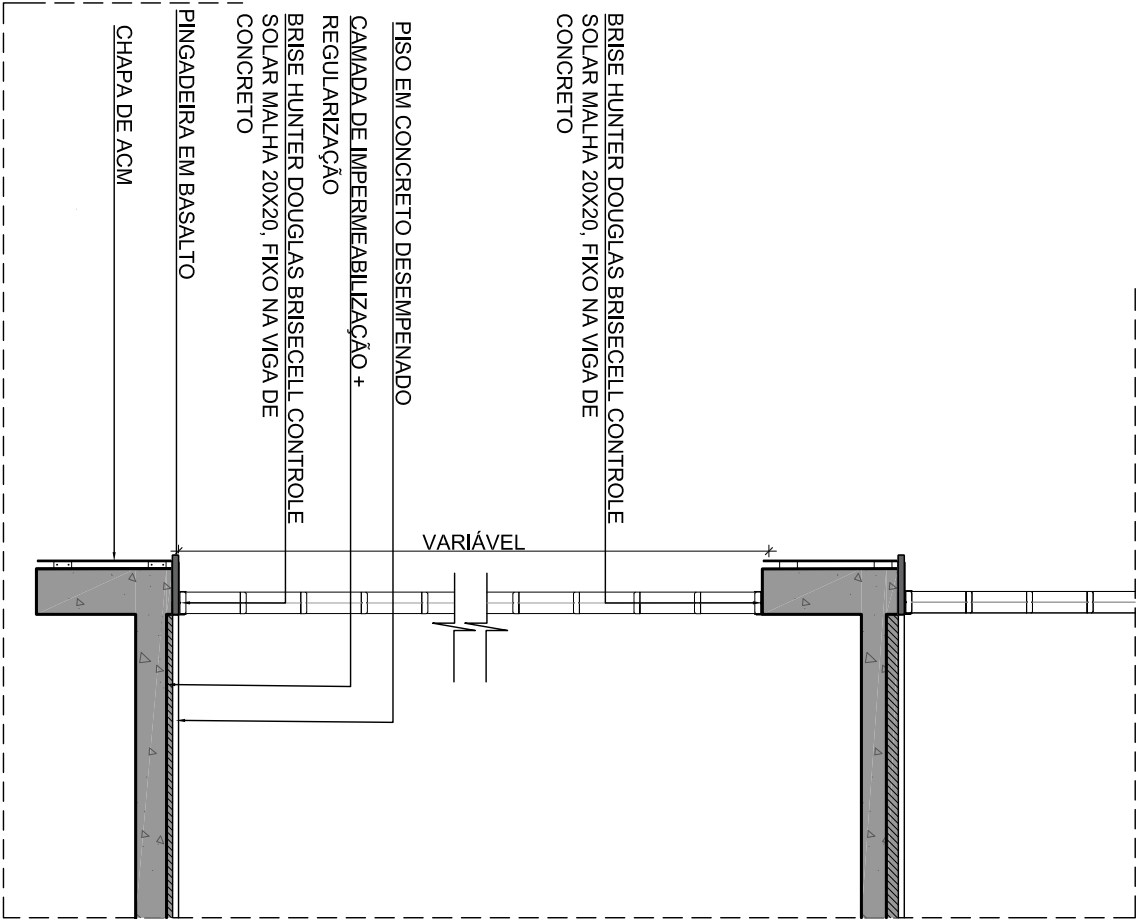 BRISE HUNTER DOUGLAS BRISECELL CONTROLE
SOLAR MALHA 20X20, FIXO NA VIGA DE
CONCRETO
PISO EM CONCRETO DESEMPENADO
CAMADA DE IMPERMEABILIZAÇÃO +
REGULARIZAÇÃO
BRISE HUNTER DOUGLAS BRISECELL CONTROLE
SOLAR MALHA 20X20, FIXO NA VIGA DE
CONCRETO
PINGADEIRA EM BASALTO
CHAPA DE ACM
VARIÁVEL